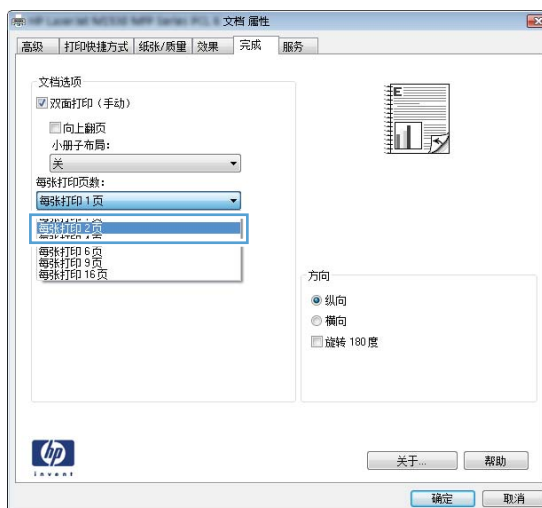 文档 属性
高级 打印快捷方式 纸张/质量 效果 完成 服务
文档选项
双面打印（手动）
向上翻页
小册子布局：
关
每张打印页数：
每张打印 1 页
每张打印 2 页
每张打印 6 页
每张打印 9 页
每张打印 16 页
E
方向
纵向
横向
旋转 180 度
hp
invent
关于... 帮助
确定 取消